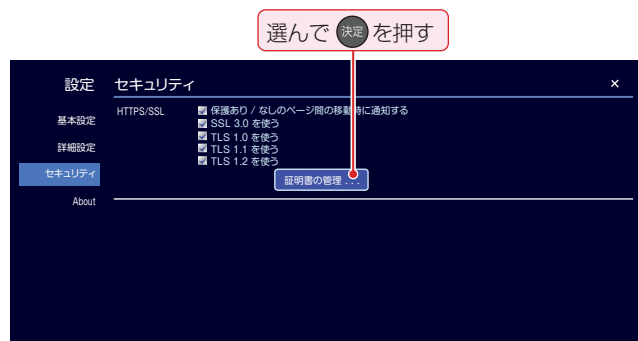 選んで 決定 を押す
設定
セキュリティ
×
基本設定
詳細設定
セキュリティ
About
HTTPS/SSL
保護あり / なしのページ間の移動時に通知する
SSL 3.0 を使う
TLS 1.0 を使う
TLS 1.1 を使う
TLS 1.2 を使う
証明書の管理 . . .